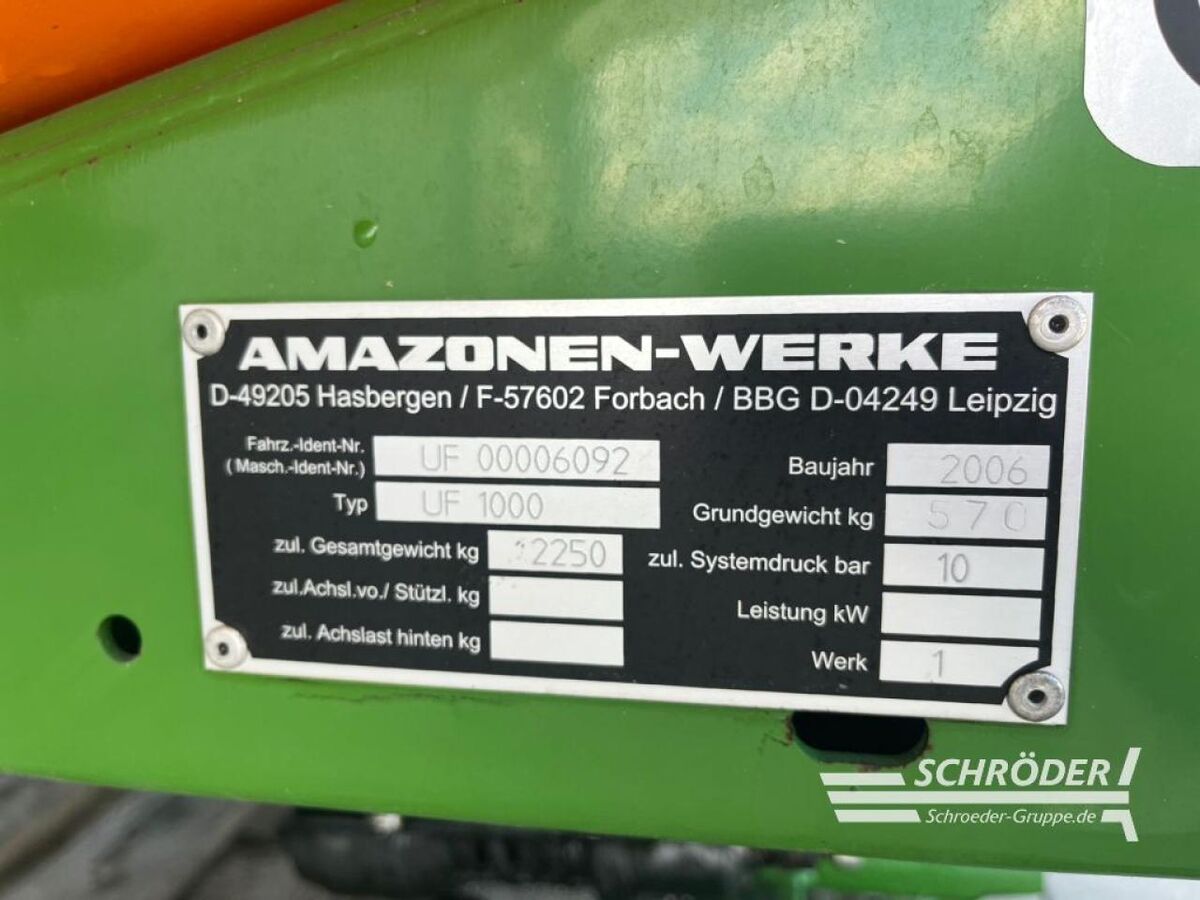 AMAZONEN-WERKE
D-49205 Hasbergen / F-57602 Forbach / BBG D-04249 Leipzig
Fahrz.-Ident-Nr.
(Masch.-Ident-Nr.) UF 00006092
Typ UF 1000
zul. Gesamtgewicht kg 2250
zul.Achsl.vo./ Stützl. kg
zul. Achslast hinten kg
Baujahr 2006
Grundgewicht kg 570
zul. Systemdruck bar 10
Leistung kW
Werk 1
SCHRÖDER
Schroeder-Gruppe.de